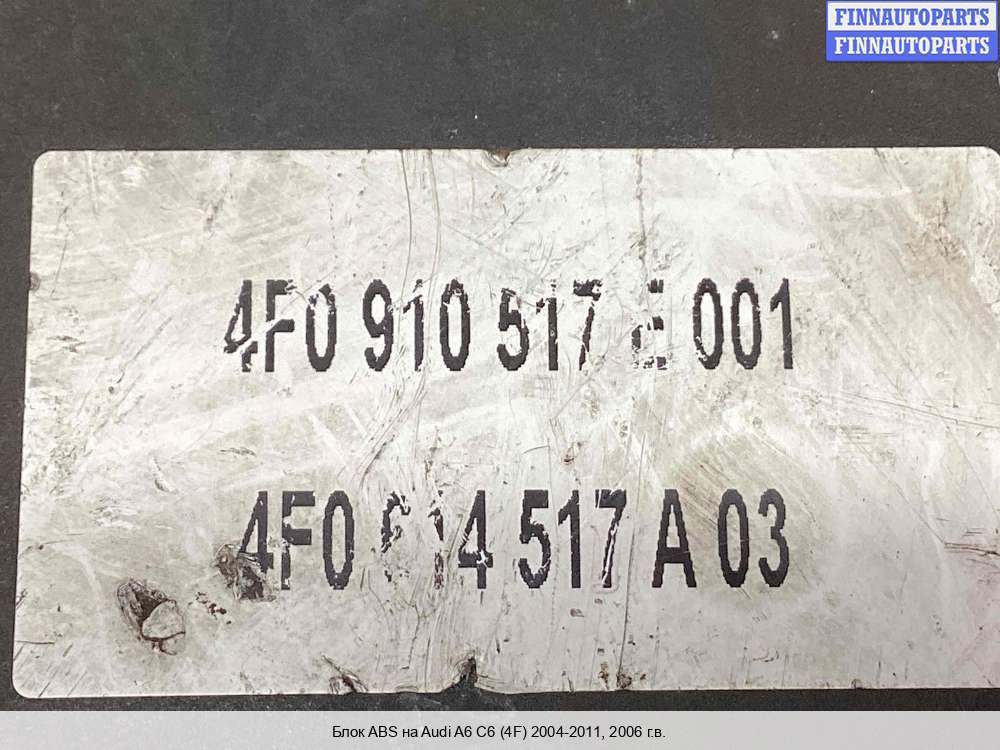 FINNAUTOPARTS
FINNAUTOPARTS
4F0 910 517 E 001
4F0 614 517 A 03
Блок ABS на Audi A6 C6 (4F) 2004-2011, 2006 г.в.